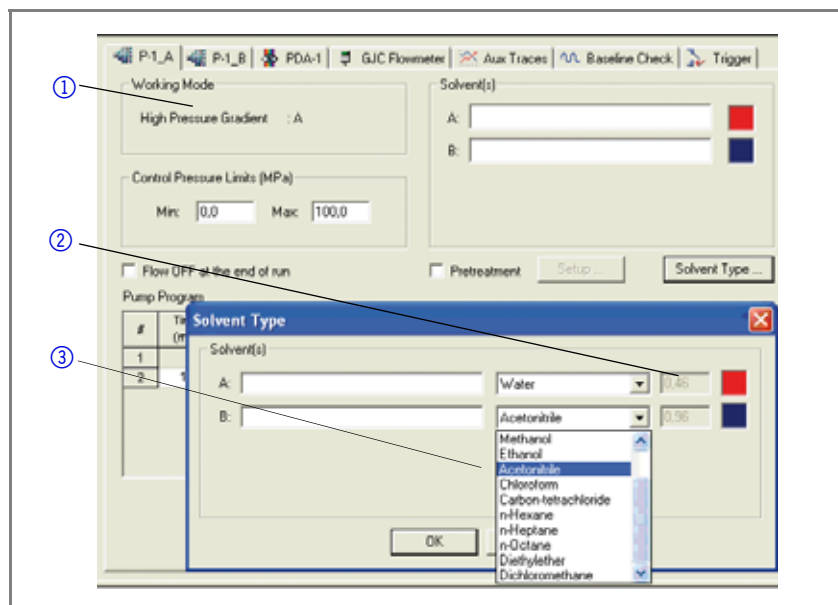 P-1_A P-1_B PDA-1 GJC Flowmeter Aux Traces Baseline Check Trigger
① Working Mode
High Pressure Gradient : A
Solvent(s)
A:
B:
Control Pressure Limits (MPa)
Min: 0,0 Max: 100,0
②
Flow OFF at the end of run
Pretreatment Setup ... Solvent Type ...
Pump Program
#
1
2 1
Solvent Type
③ Solvent(s)
A: Water 0,46
B: Acetonitrile 0,96
Methanol
Ethanol
Acetonitrile
Chloroform
Carbon-tetrachloride
n-Hexane
n-Heptane
n-Octane
Diethylether
Dichloromethane
OK